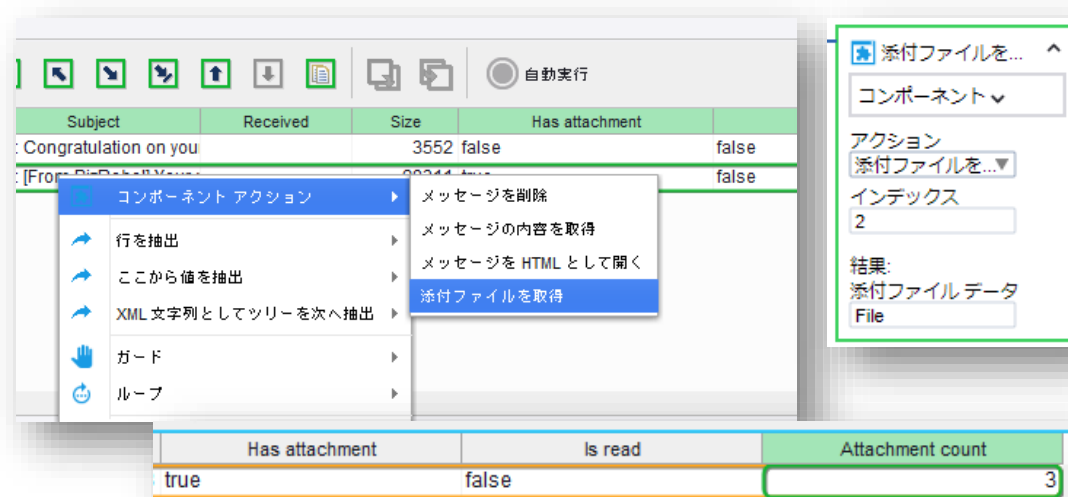 自動実行
Subject Received Size Has attachment
: Congratulation on you 3552 false false
: [From BizRobo!] Your true false
コンポーネント アクション
行を抽出
ここから値を抽出
XML 文字列としてツリーを次へ抽出
ガード
ループ
メッセージを削除
メッセージの内容を取得
メッセージを HTML として開く
添付ファイルを取得
添付ファイルを...
コンポーネント
アクション
添付ファイルを...
インデックス
2
結果:
添付ファイル データ
File
Has attachment Is read Attachment count
true false 3